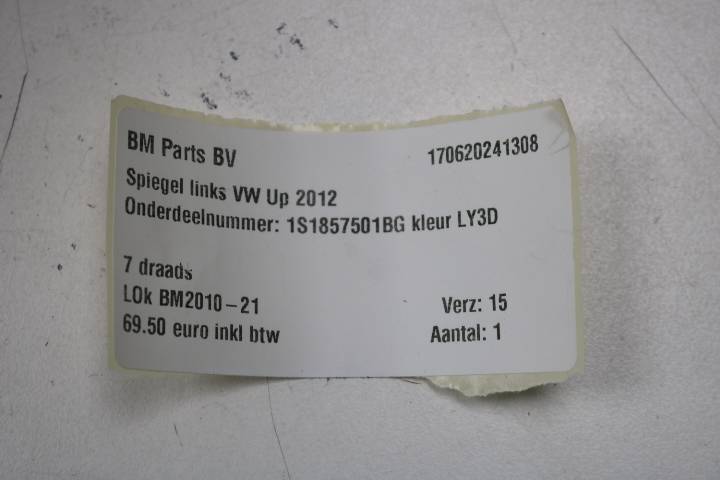 BM Parts BV 170620241308
Spiegel links VW Up 2012
Onderdeelnummer: 1S1857501BG kleur LY3D
7 draads
LOk BM2010-21 Verz: 15
69.50 euro inkl btw Aantal: 1